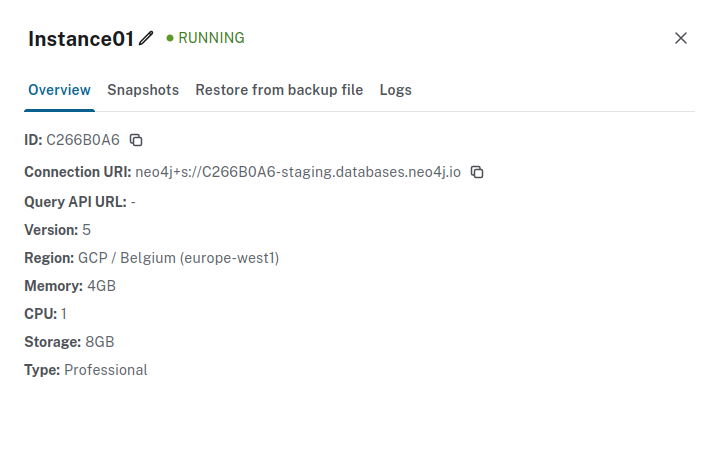 Instance01 RUNNING
Overview Snapshots Restore from backup file Logs
ID: C266B0A6
Connection URI: neo4j+s://C266B0A6-staging.databases.neo4j.io
Query API URL: -
Version: 5
Region: GCP / Belgium (europe-west1)
Memory: 4GB
CPU: 1
Storage: 8GB
Type: Professional